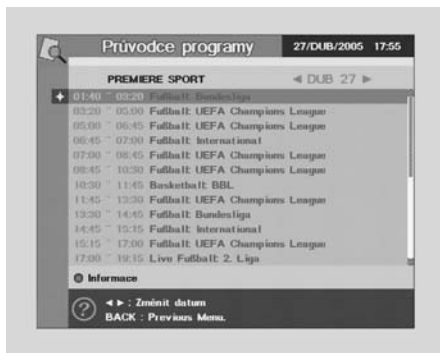 Průvodce programy 27/DUB/2005 17:55
PREMIERE SPORT ◄ DUB 27 ►
01:40 ~ 03:20 Fußball: Bundesliga
03:20 ~ 05:00 Fußball: UEFA Champions League
05:00 ~ 06:45 Fußball: UEFA Champions League
06:45 ~ 07:00 Fußball: International
07:00 ~ 08:45 Fußball: UEFA Champions League
08:45 ~ 10:30 Fußball: UEFA Champions League
10:30 ~ 11:45 Basketball: BBL
11:45 ~ 13:30 Fußball: UEFA Champions League
13:30 ~ 14:45 Fußball: Bundesliga
14:45 ~ 15:15 Fußball: International
15:15 ~ 17:00 Fußball: UEFA Champions League
17:00 ~ 19:15 Live Fußball: 2. Liga
Informace
? ◄ ► : Změnit datum
BACK : Previous Menu.